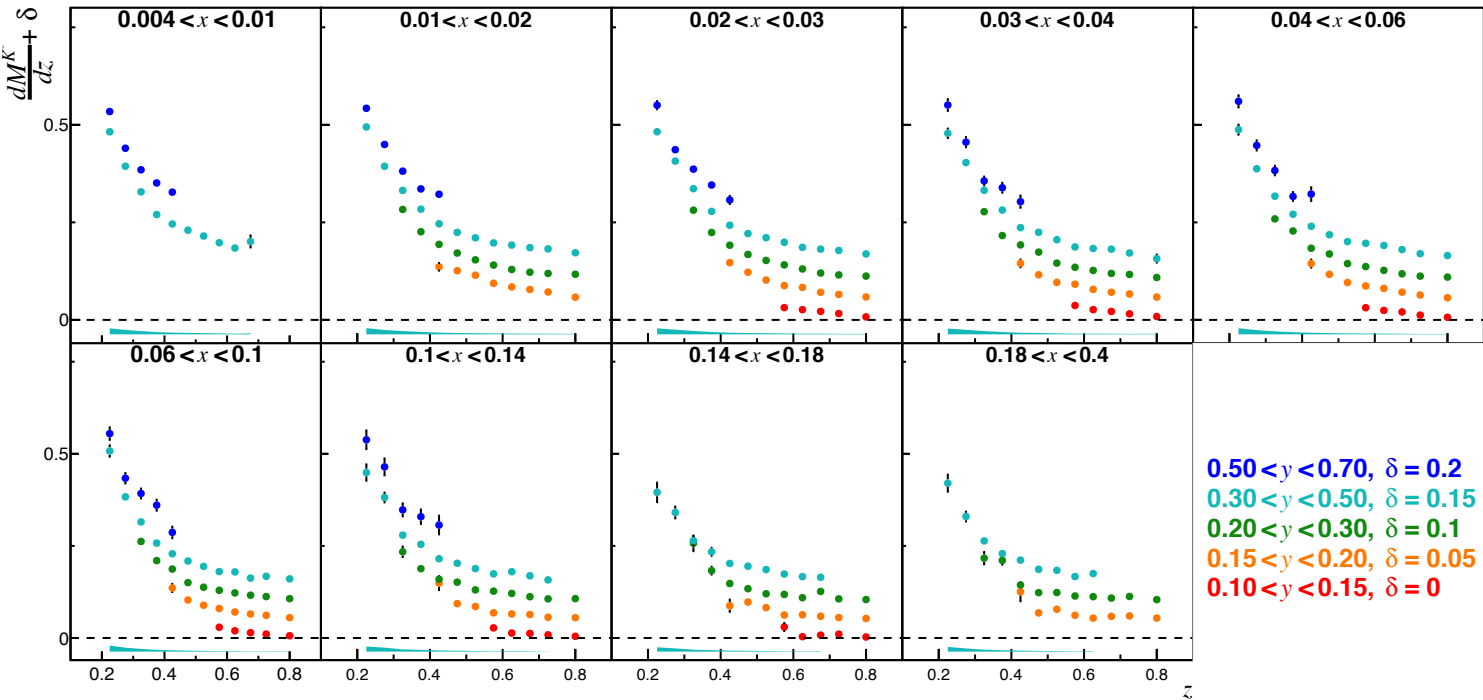 dM^K/dz + δ
0.004 < x < 0.01
0.01 < x < 0.02
0.02 < x < 0.03
0.03 < x < 0.04
0.04 < x < 0.06
0.5
0
0.06 < x < 0.1
0.1 < x < 0.14
0.14 < x < 0.18
0.18 < x < 0.4
0.5
0
0.50 < y < 0.70, δ = 0.2
0.30 < y < 0.50, δ = 0.15
0.20 < y < 0.30, δ = 0.1
0.15 < y < 0.20, δ = 0.05
0.10 < y < 0.15, δ = 0
0.2 0.4 0.6 0.8 0.2 0.4 0.6 0.8 0.2 0.4 0.6 0.8 0.2 0.4 0.6 0.8
z